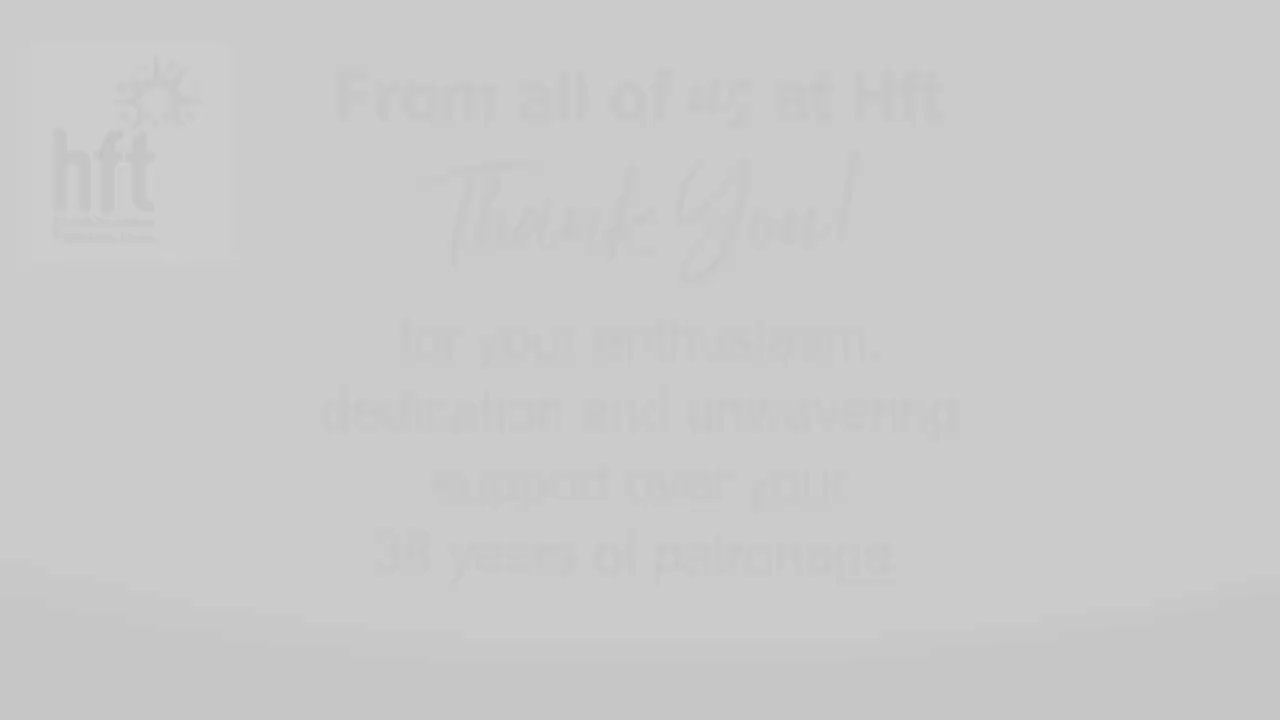 hft
From all of us at Hft
Thank You!
for your enthusiasm,
dedication and unwavering
support over your
38 years of patronage